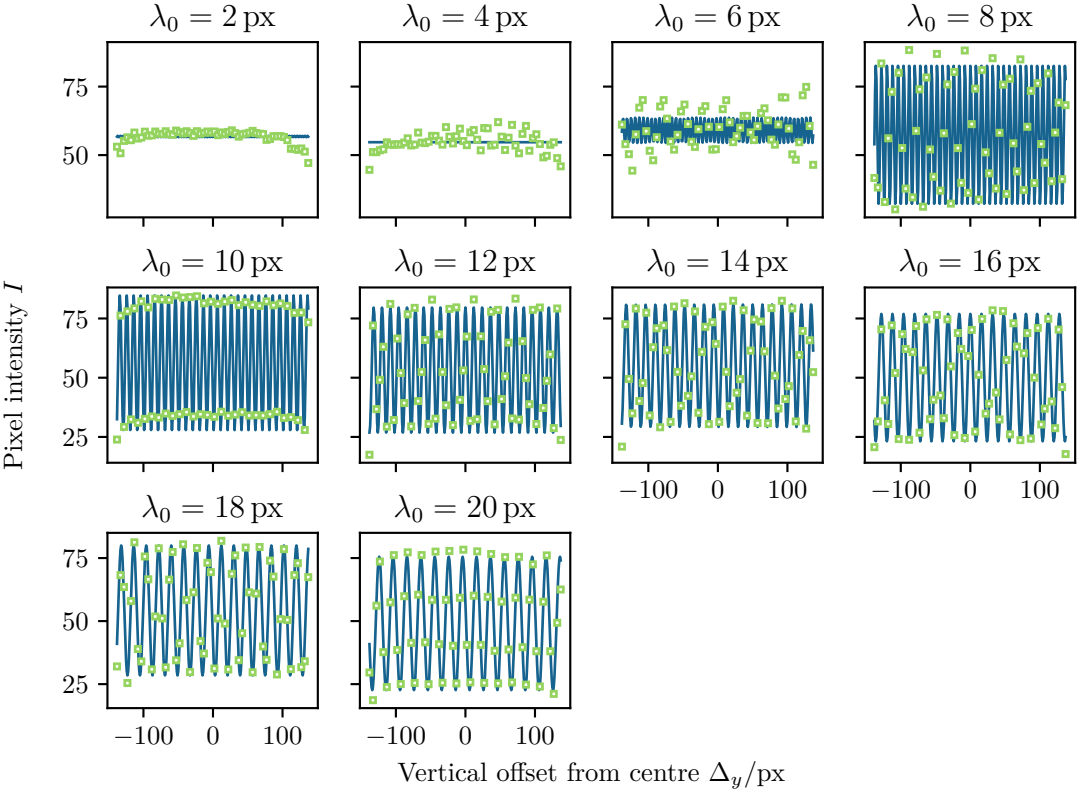 λ₀ = 2 px λ₀ = 4 px λ₀ = 6 px λ₀ = 8 px
75
50
λ₀ = 10 px λ₀ = 12 px λ₀ = 14 px λ₀ = 16 px
75
50
25
−100 0 100 −100 0 100
λ₀ = 18 px λ₀ = 20 px
75
50
25
−100 0 100 −100 0 100
Pixel intensity I
Vertical offset from centre Δ_y/px